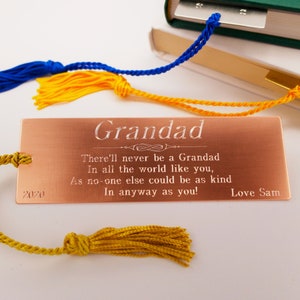 Grandad
There'll never be a Grandad
In all the world like you,
As no-one else could be as kind
In anyway as you!
2020
Love Sam